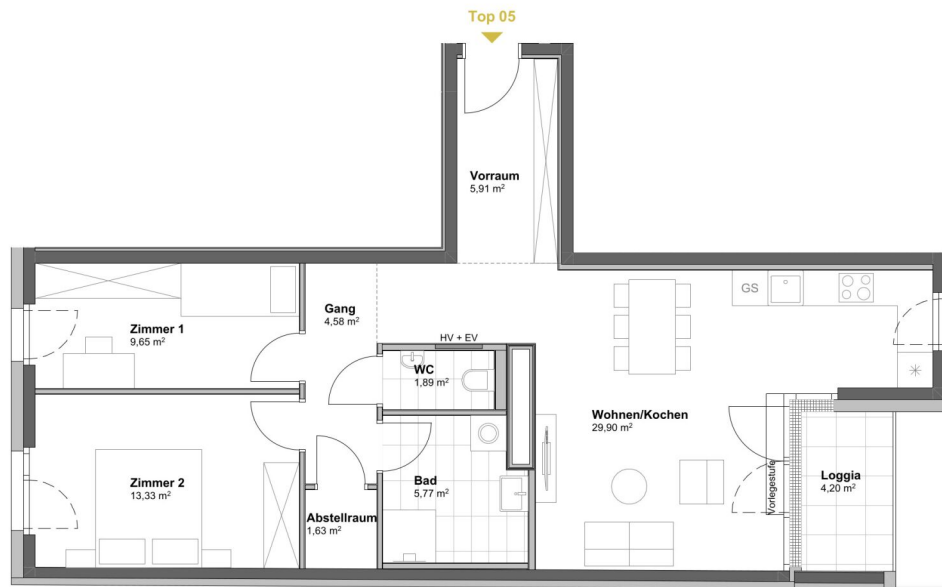 Top 05
Vorraum
5,91 m²
Gang
4,58 m²
Zimmer 1
9,65 m²
HV + EV
WC
1,89 m²
GS
Wohnen/Kochen
29,90 m²
Vorlegestufe
Loggia
4,20 m²
Zimmer 2
13,33 m²
Abstellraum
1,63 m²
Bad
5,77 m²